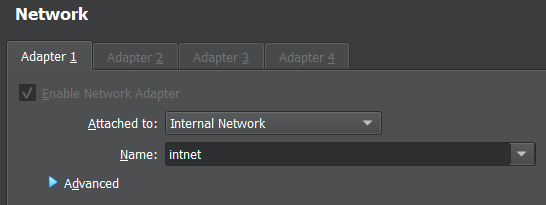 Network
Adapter 1 Adapter 2 Adapter 3 Adapter 4
Enable Network Adapter
Attached to: Internal Network
Name: intnet
Advanced